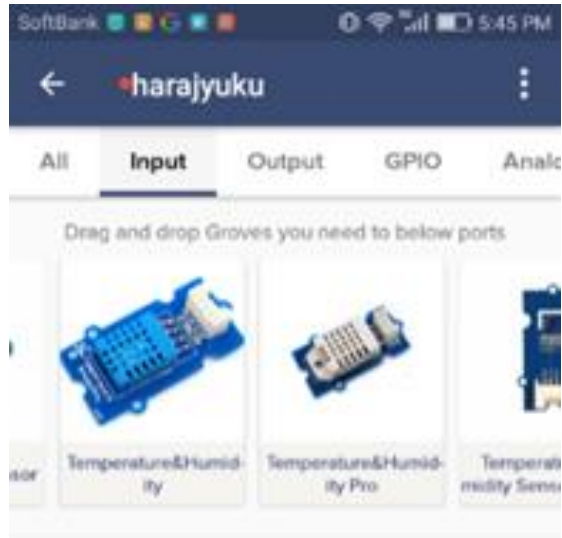 SoftBank 5:45 PM
harajyuku
All Input Output GPIO Analo
Drag and drop Groves you need to below ports
sor
Temperature&Humid-
ity
Temperature&Humid-
ity Pro
Temperat
midity Sens